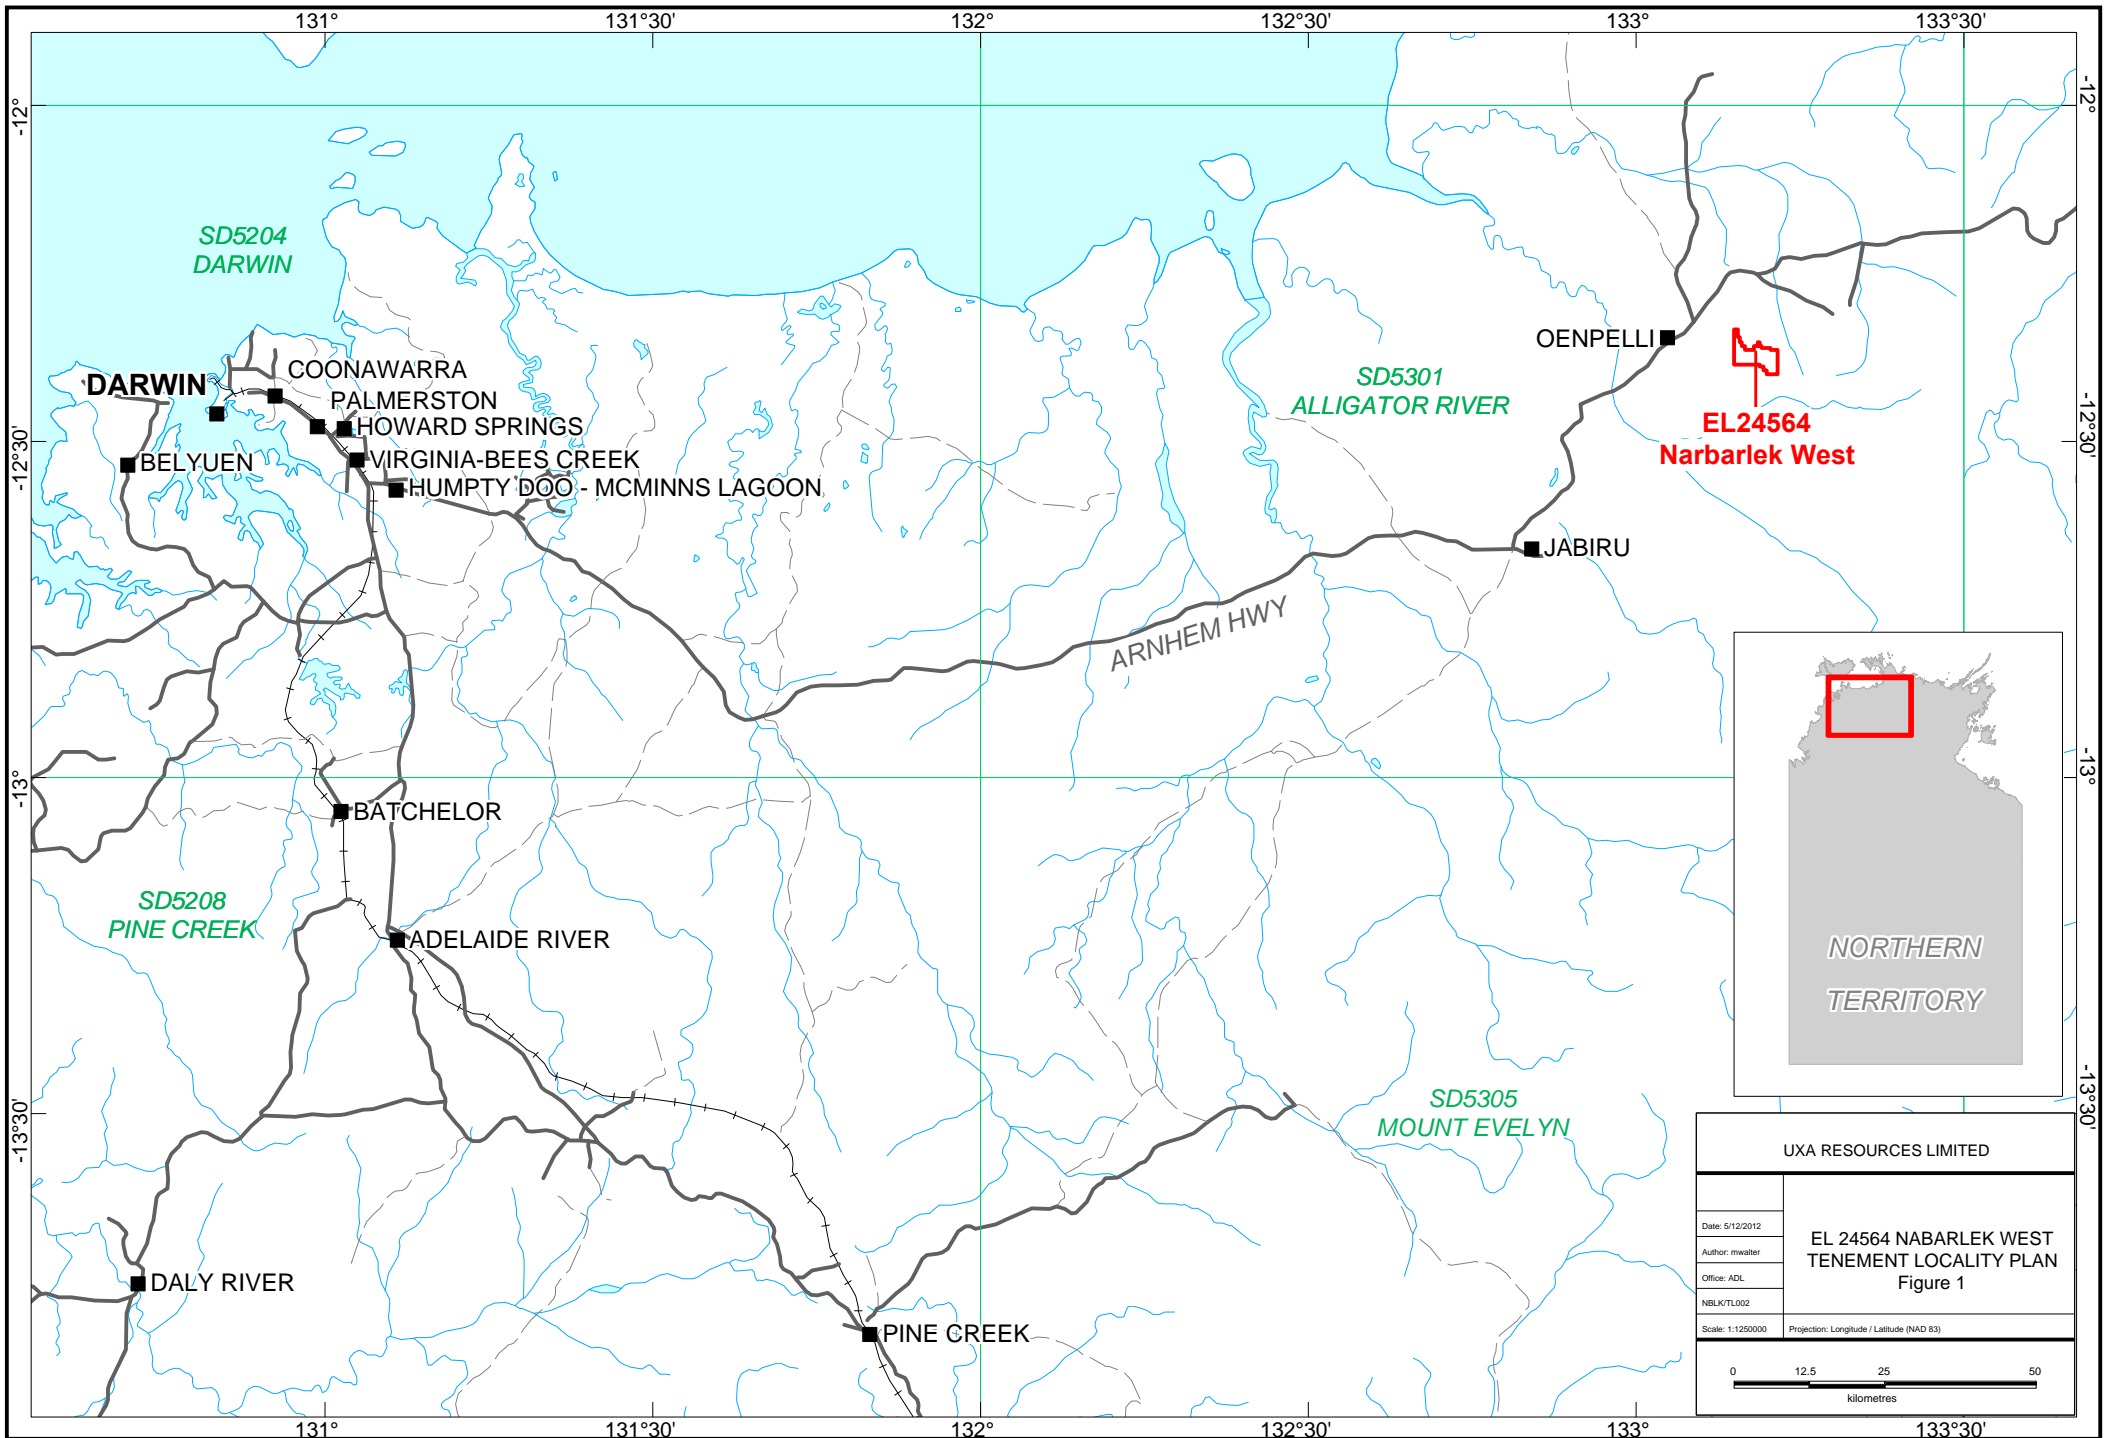 131°
131°30'
132°
132°30'
133°
133°30'
-12°
-12°
SD5204
DARWIN
OENPELLI
COONAWARRA
DARWIN
PALMERSTON
HOWARD SPRINGS
SD5301
ALLIGATOR RIVER
EL24564
Narbarlek West
-12°30'
-12°30'
BELYUEN
VIRGINIA-BEES CREEK
HUMPTY DOO - MCMINNS LAGOON
JABIRU
ARNHEM HWY
-13°
-13°
BATCHELOR
SD5208
PINE CREEK
ADELAIDE RIVER
NORTHERN
TERRITORY
-13°30'
-13°30'
SD5305
MOUNT EVELYN
DALY RIVER
PINE CREEK
UXA RESOURCES LIMITED
Date: 5/12/2012
Author: mwalter
Office: ADL
NBLK/TL002
Scale: 1:1250000
EL 24564 NABARLEK WEST
TENEMENT LOCALITY PLAN
Figure 1
Projection: Longitude / Latitude (NAD 83)
0 12.5 25 50
kilometres
131°
131°30'
132°
132°30'
133°
133°30'